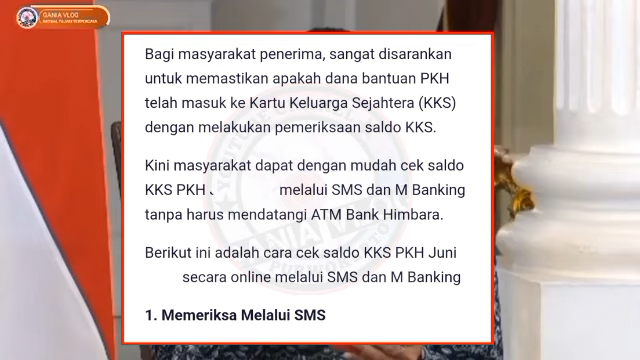 GANIA VLOG
Bagi masyarakat penerima, sangat disarankan
untuk memastikan apakah dana bantuan PKH
telah masuk ke Kartu Keluarga Sejahtera (KKS)
dengan melakukan pemeriksaan saldo KKS.
Kini masyarakat dapat dengan mudah cek saldo
KKS PKH melalui SMS dan M Banking
tanpa harus mendatangi ATM Bank Himbara.
Berikut ini adalah cara cek saldo KKS PKH Juni
secara online melalui SMS dan M Banking
1. Memeriksa Melalui SMS